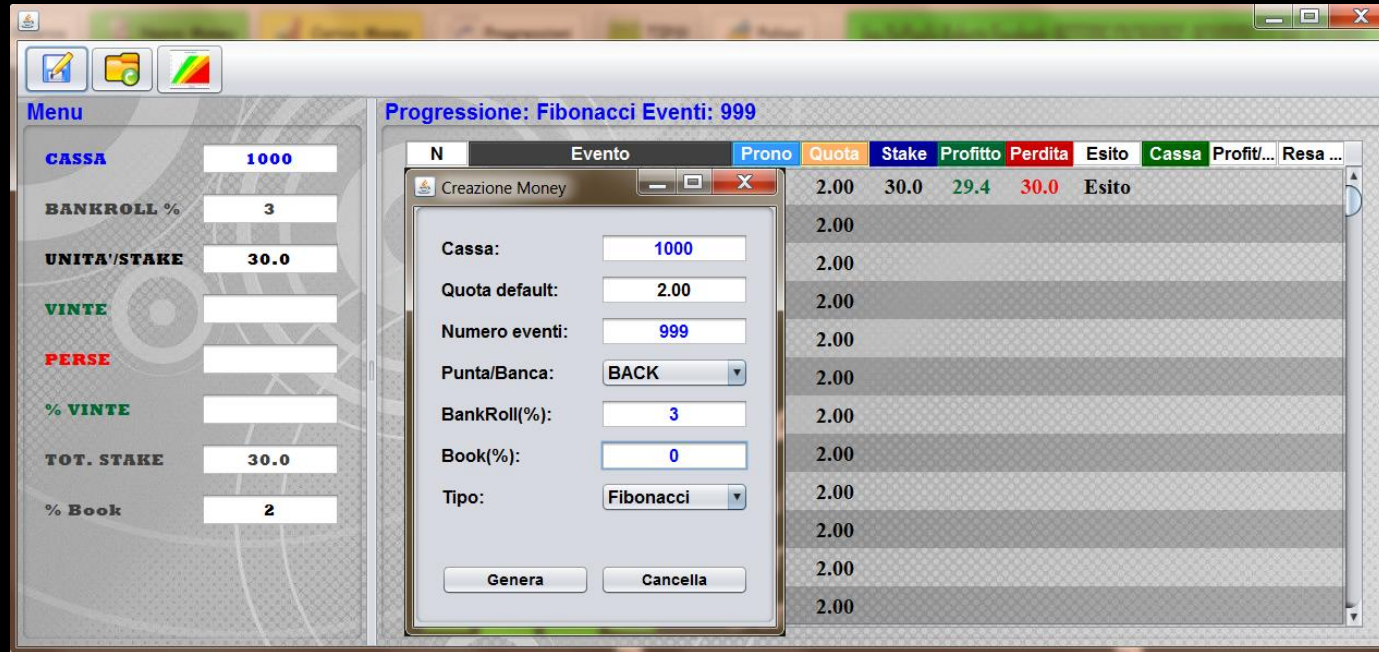 Menu
Progressione: Fibonacci Eventi: 999
CASSA 1000
BANKROLL % 3
UNITA'/STAKE 30.0
VINTE
PERSE
% VINTE
TOT. STAKE 30.0
% Book 2
N Evento Prono Quota Stake Profitto Perdita Esito Cassa Profit/... Resa ...
2.00 30.0 29.4 30.0 Esito
2.00
2.00
2.00
2.00
2.00
2.00
2.00
2.00
2.00
2.00
2.00
Creazione Money
Cassa: 1000
Quota default: 2.00
Numero eventi: 999
Punta/Banca: BACK
BankRoll(%): 3
Book(%): 0
Tipo: Fibonacci
Genera Cancella